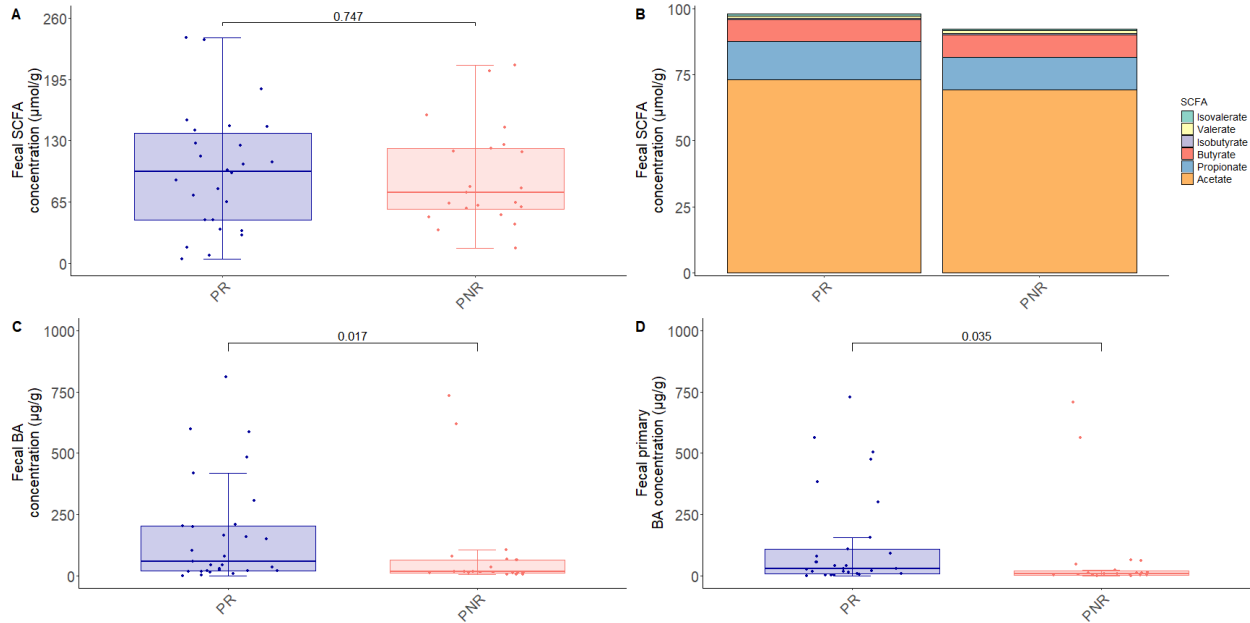 A
Fecal SCFA
concentration (μmol/g)
260
195
130
65
0
0.747
PR
PNR
B
Fecal SCFA
concentration (μmol/g)
100
75
50
25
0
PR
PNR
SCFA
Isovalerate
Valerate
Isobutyrate
Butyrate
Propionate
Acetate
C
Fecal BA
concentration (μg/g)
1000
750
500
250
0
0.017
PR
PNR
D
Fecal primary
BA concentration (μg/g)
1000
750
500
250
0
0.035
PR
PNR